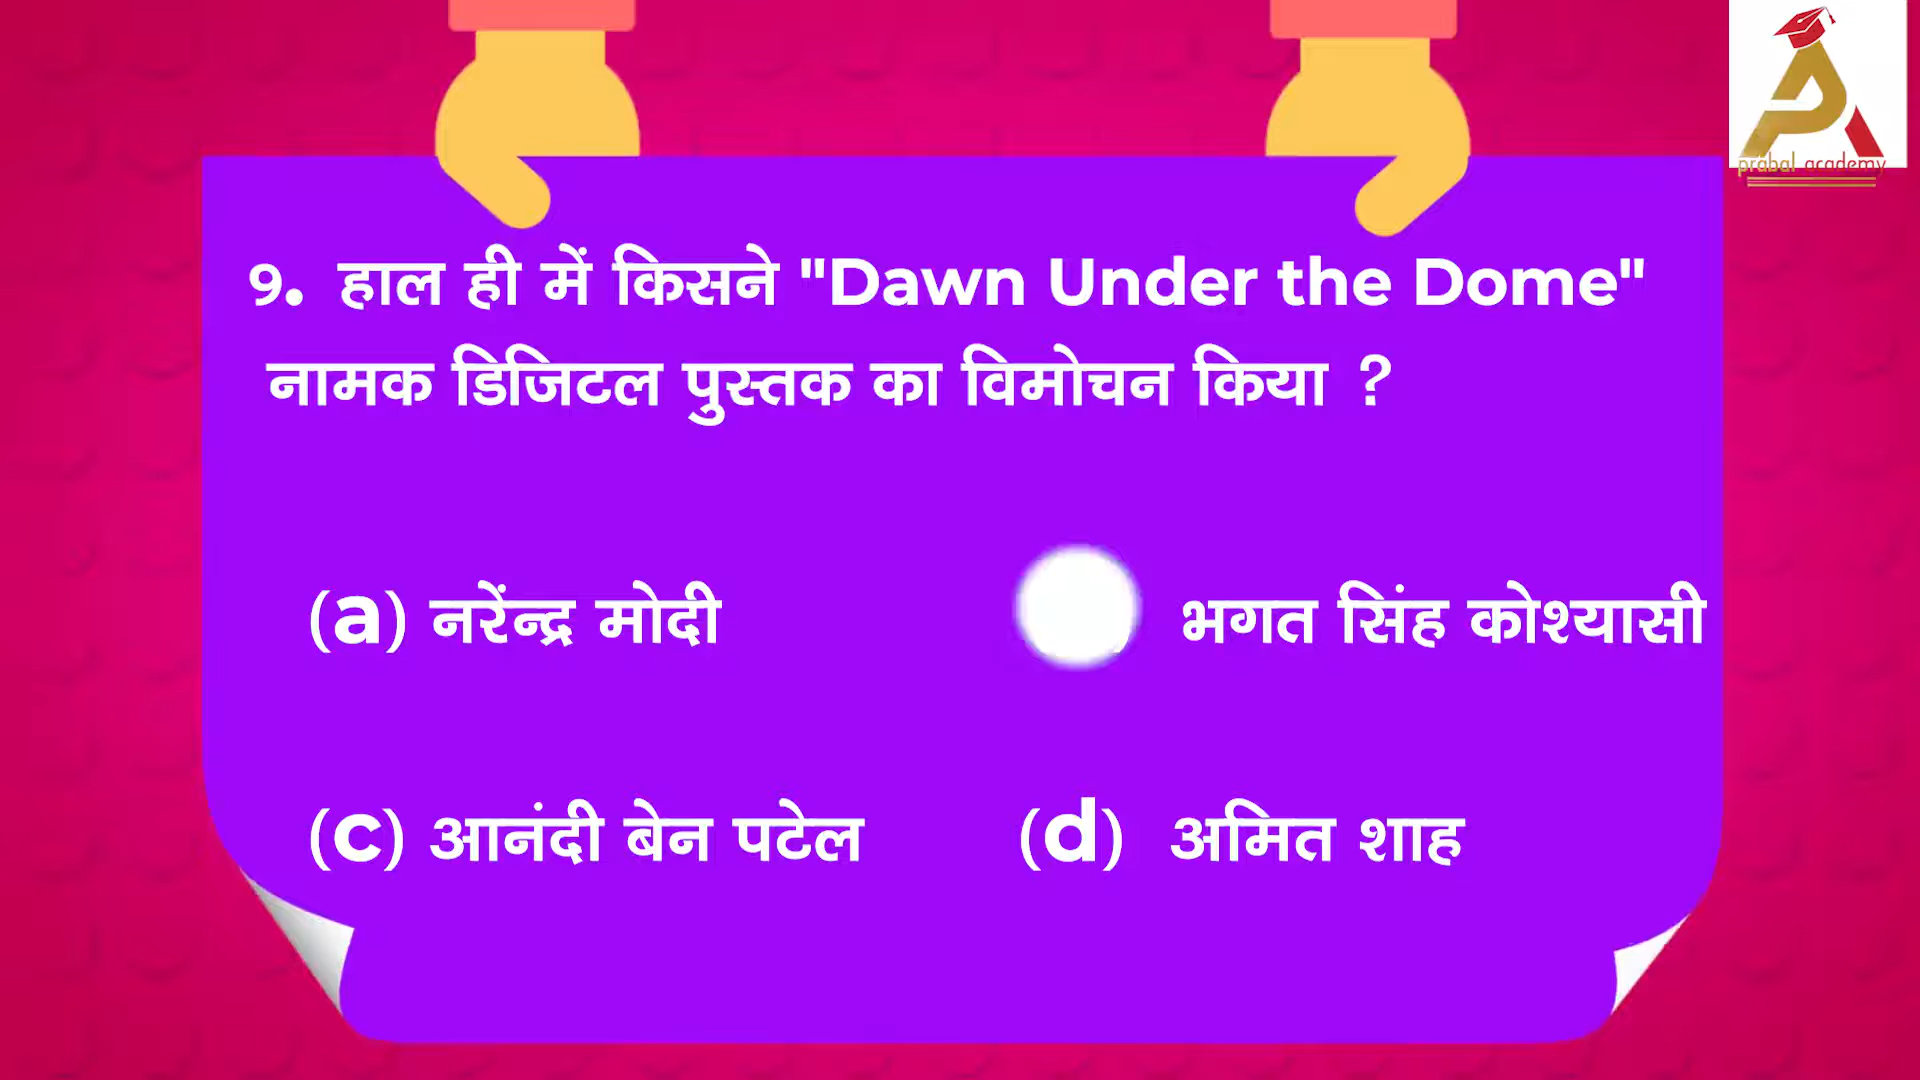 prabal academy
9. हाल ही में किसने "Dawn Under the Dome"
नामक डिजिटल पुस्तक का विमोचन किया ?
(a) नरेंन्द्र मोदी
भगत सिंह कोश्यासी
(c) आनंदी बेन पटेल
(d) अमित शाह